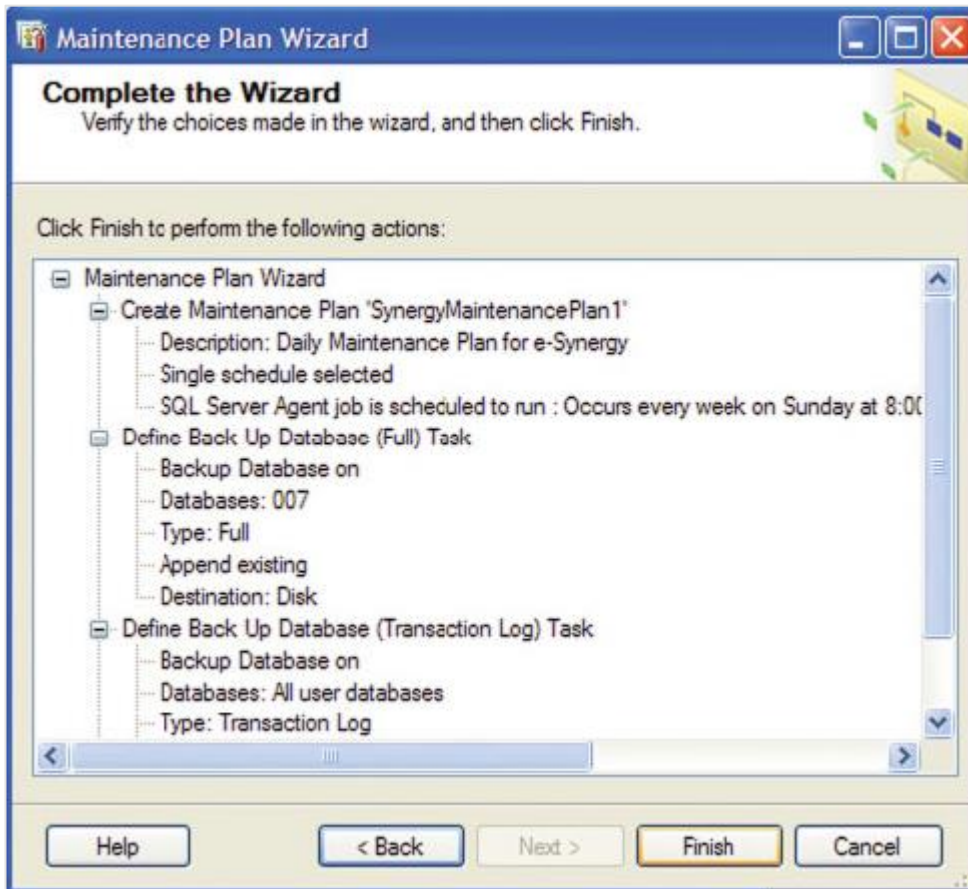 Maintenance Plan Wizard
Complete the Wizard
Verify the choices made in the wizard, and then click Finish.
Click Finish to perform the following actions:
Maintenance Plan Wizard
Create Maintenance Plan "SynergyMaintenancePlan1"
Description: Daily Maintenance Plan for e-Synergy
Single schedule selected
SQL Server Agent job is scheduled to run : Occurs every week on Sunday at 8:00
Define Back Up Database (Full) Task
Backup Database on
Databases: 007
Type: Full
Append existing
Destination: Disk
Define Back Up Database (Transaction Log) Task
Backup Database on
Databases: All user databases
Type: Transaction Log
Help
< Back
Next >
Finish
Cancel